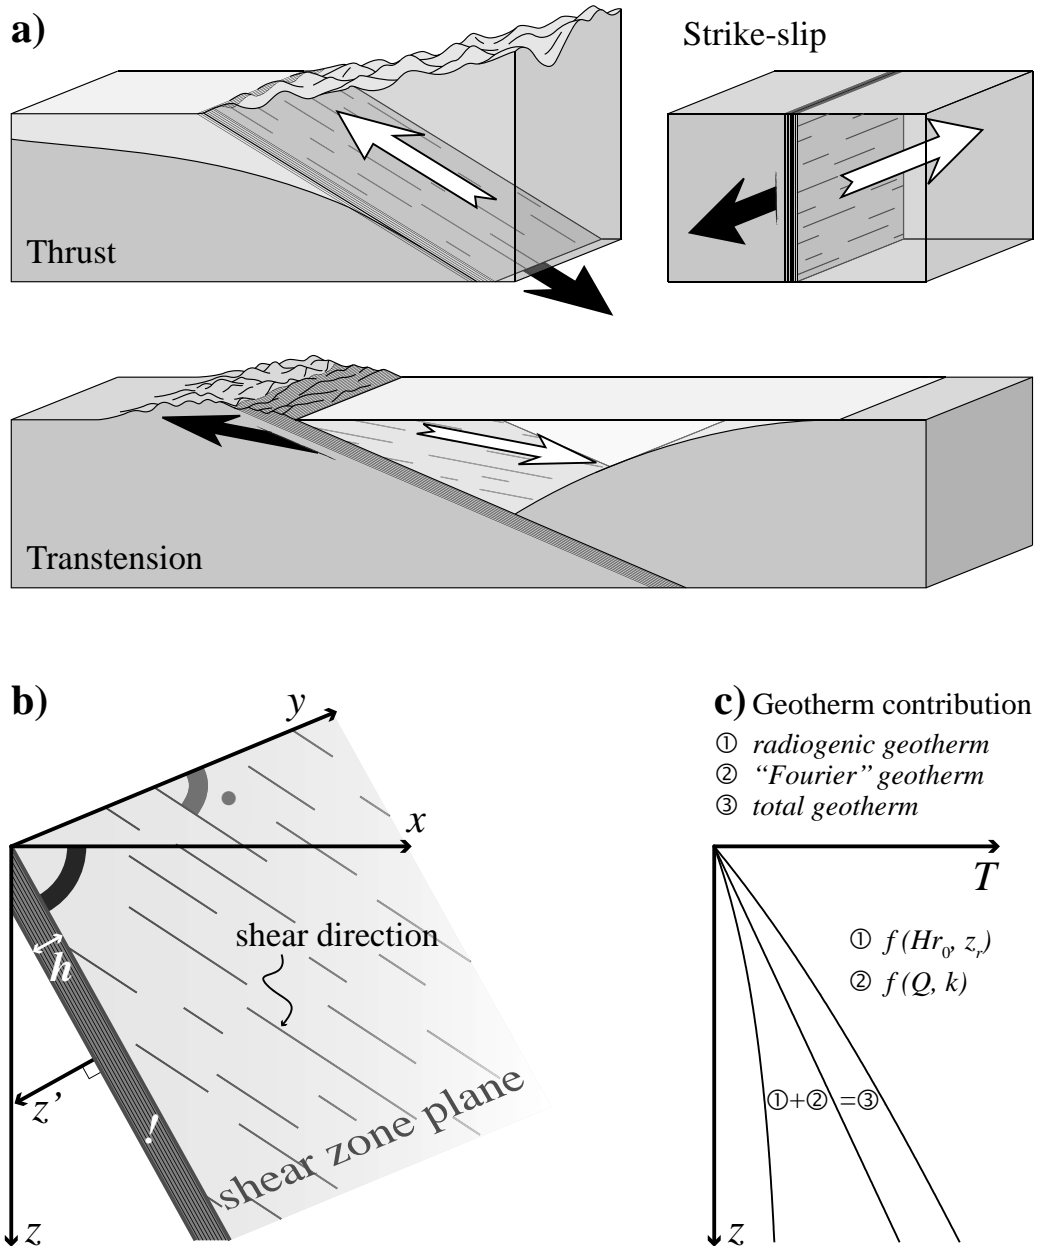 a)
Strike-slip
Thrust
Transtension
b)
y
x
shear direction
h
z’
!
shear zone plane
z
c) Geotherm contribution
① radiogenic geotherm
② “Fourier” geotherm
③ total geotherm
T
① f(Hr₀, zᵣ)
② f(Q, k)
①+② =③
z